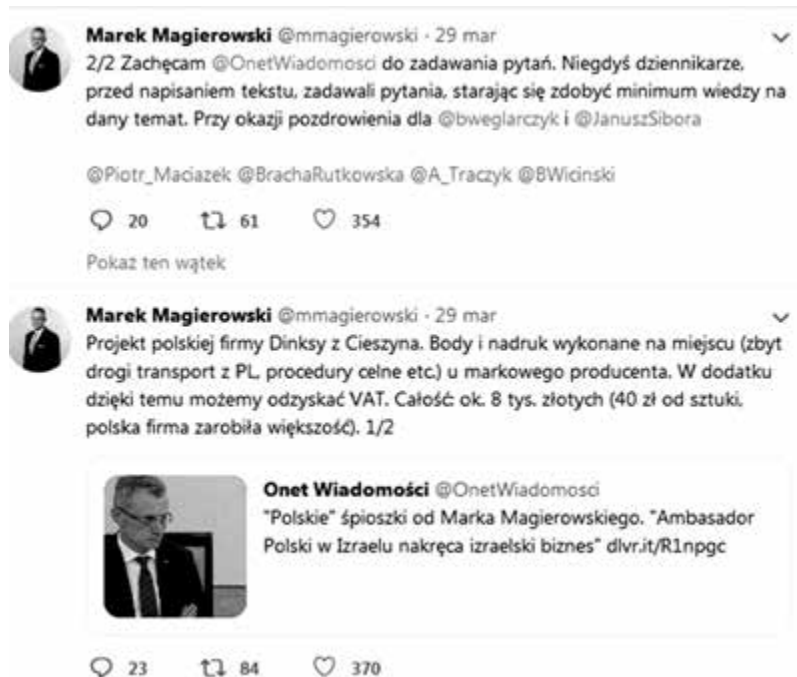 Marek Magierowski @mmagierowski · 29 mar
2/2 Zachęcam @OnetWiadomosci do zadawania pytań. Niegdyś dziennikarze,
przed napisaniem tekstu, zadawali pytania, starając się zdobyć minimum wiedzy na
dany temat. Przy okazji pozdrowienia dla @bweglarczyk i @JanuszSibora
@Piotr_Maciazek @BrachaRutkowska @A_Traczyk @BWicinski
20 61 354
Pokaż ten wątek
Marek Magierowski @mmagierowski · 29 mar
Projekt polskiej firmy Dinksy z Cieszyna. Body i nadruk wykonane na miejscu (zbyt
drogi transport z PL, procedury celne etc.) u markowego producenta. W dodatku
dzięki temu możemy odzyskać VAT. Całość ok. 8 tys. złotych (40 zł od sztuki,
polska firma zarobiła większość). 1/2
Onet Wiadomości @OnetWiadomosci
"Polskie" śpioszki od Marka Magierowskiego. "Ambasador
Polski w Izraelu nakręca izraelski biznes" dlvr.it/R1npgc
23 84 370